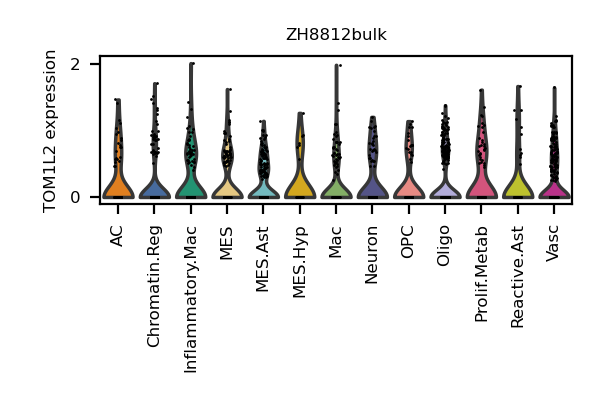 ZH8812bulk
TOM1L2 expression
2
0
AC
Chromatin.Reg
Inflammatory.Mac
MES
MES.Ast
MES.Hyp
Mac
Neuron
OPC
Oligo
Prolif.Metab
Reactive.Ast
Vasc